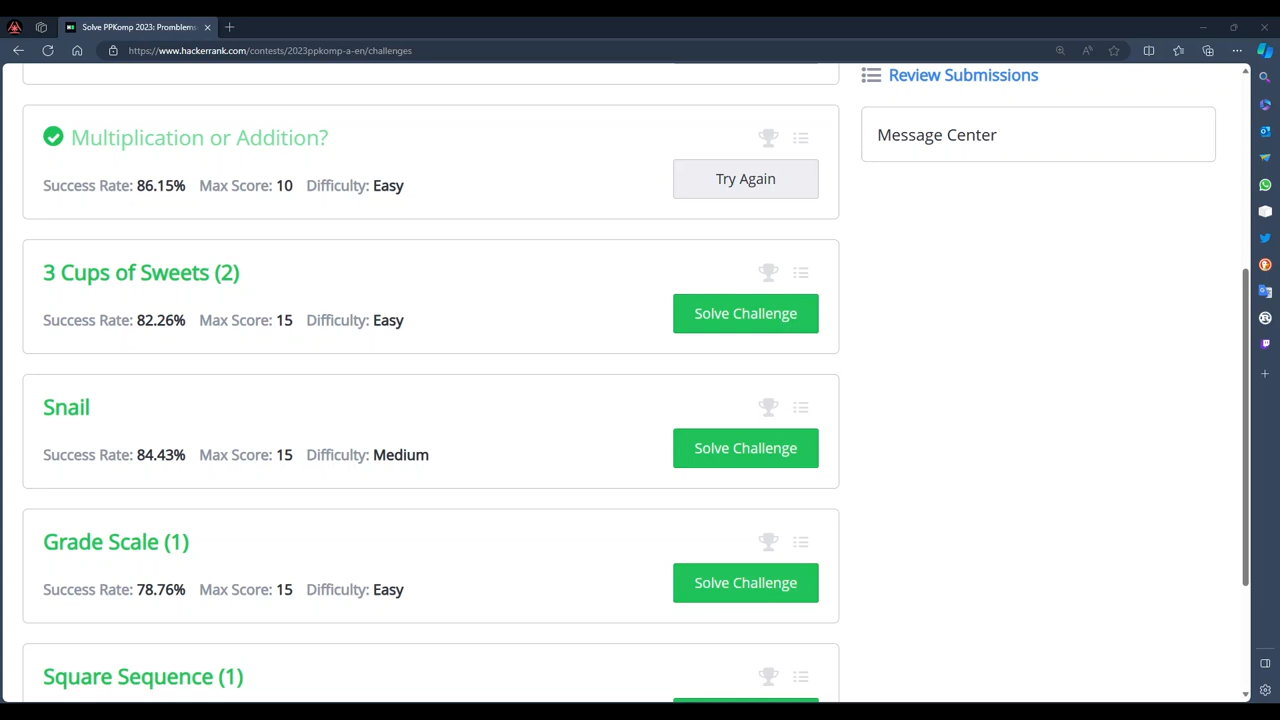 Solve PPKomp 2023: Promblems
https://www.hackerrank.com/contests/2023ppkomp-a-en/challenges
Review Submissions
Message Center
Multiplication or Addition?
Success Rate: 86.15% Max Score: 10 Difficulty: Easy
Try Again
3 Cups of Sweets (2)
Success Rate: 82.26% Max Score: 15 Difficulty: Easy
Solve Challenge
Snail
Success Rate: 84.43% Max Score: 15 Difficulty: Medium
Solve Challenge
Grade Scale (1)
Success Rate: 78.76% Max Score: 15 Difficulty: Easy
Solve Challenge
Square Sequence (1)